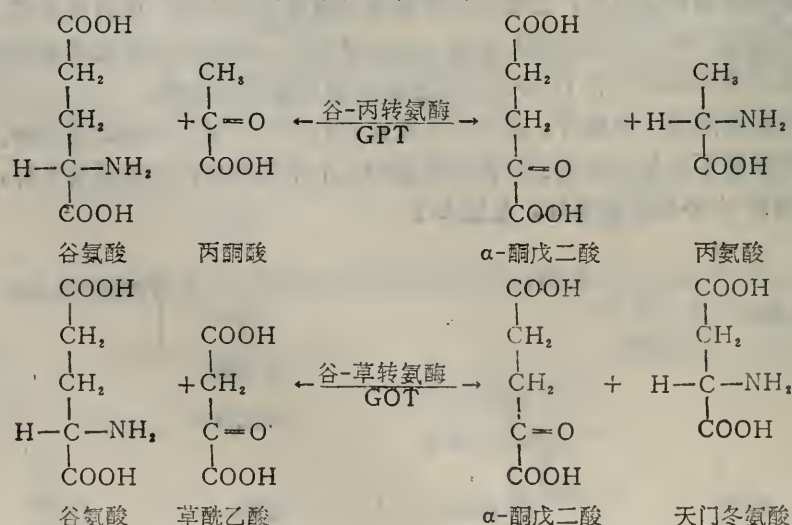 COOH COOH
CH₂ CH₃ CH₂ CH₃
CH₂ + C=O ←谷-丙转氨酶→ CH₂ + H—C—NH₂
GPT
H—C—NH₂ COOH C=O COOH
COOH COOH
谷氨酸 丙酮酸 α-酮戊二酸 丙氨酸
COOH COOH COOH
CH₂ COOH CH₂ CH₂
CH₂ + CH₂ ←谷-草转氨酶→ CH₂ + H—C—NH₂
GOT
H—C—NH₂ C=O C=O COOH
COOH COOH COOH
谷氨酸 草酰乙酸 α-酮戊二酸 天门冬氨酸